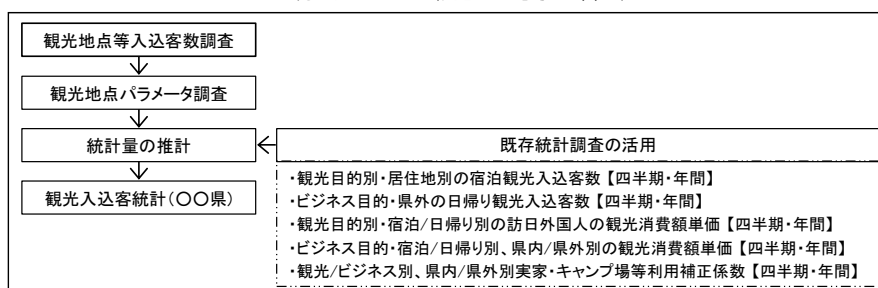 観光地点等入込客数調査
観光地点パラメータ調査
統計量の推計
既存統計調査の活用
観光入込客統計(〇〇県)
・観光目的別・居住地別の宿泊観光入込客数【四半期・年間】
・ビジネス目的・県外の日帰り観光入込客数【四半期・年間】
・観光目的別・宿泊/日帰り別の訪日外国人の観光消費額単価【四半期・年間】
・ビジネス目的・宿泊/日帰り別、県内/県外別の観光消費額単価【四半期・年間】
・観光/ビジネス別、県内/県外別実家・キャンプ場等利用補正係数【四半期・年間】